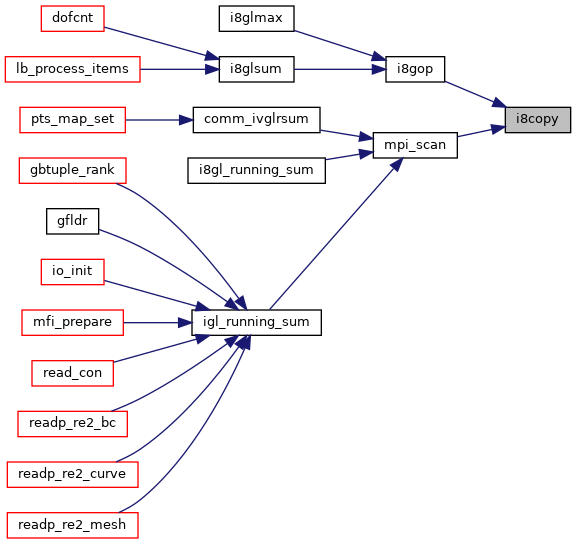 dofcnt
i8glmax
lb_process_items
i8glsum
i8gop
i8copy
pts_map_set
comm_ivglrsum
mpi_scan
gbtuple_rank
i8gl_running_sum
gfldr
io_init
mfi_prepare
igl_running_sum
read_con
readp_re2_bc
readp_re2_curve
readp_re2_mesh